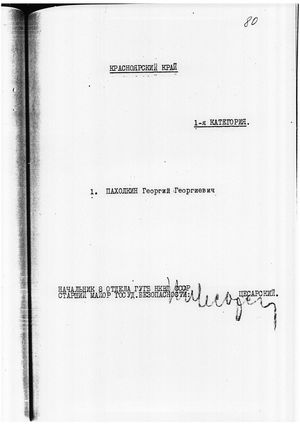 80
КРАСНОЯРСКИЙ КРАЙ
1-я КАТЕГОРИЯ.
1. ПАХОЛКИН Георгий Георгиевич
НАЧАЛЬНИК 8 ОТДЕЛА ГУГБ НКВД СССР
СТАРШИЙ МАЙОР ГОСУД.БЕЗОПАСНОСТИ: ЦЕСАРСКИЙ.